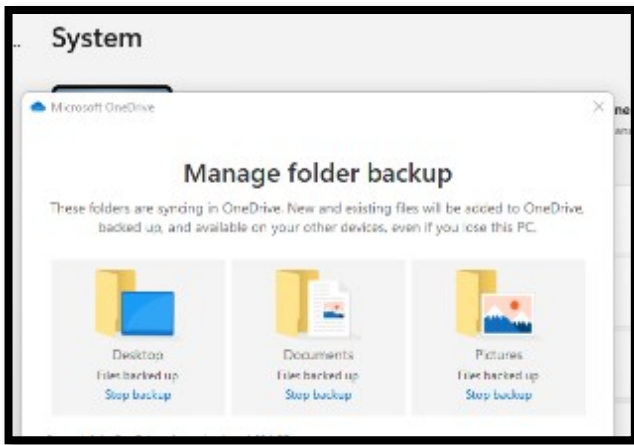 System
Microsoft OneDrive
Manage folder backup
These folders are syncing in OneDrive. New and existing files will be added to OneDrive,
backed up, and available on your other devices, even if you lose this PC.
Desktop
Documents
Pictures
Files backed up
Files backed up
Files backed up
Stop backup
Stop backup
Stop backup